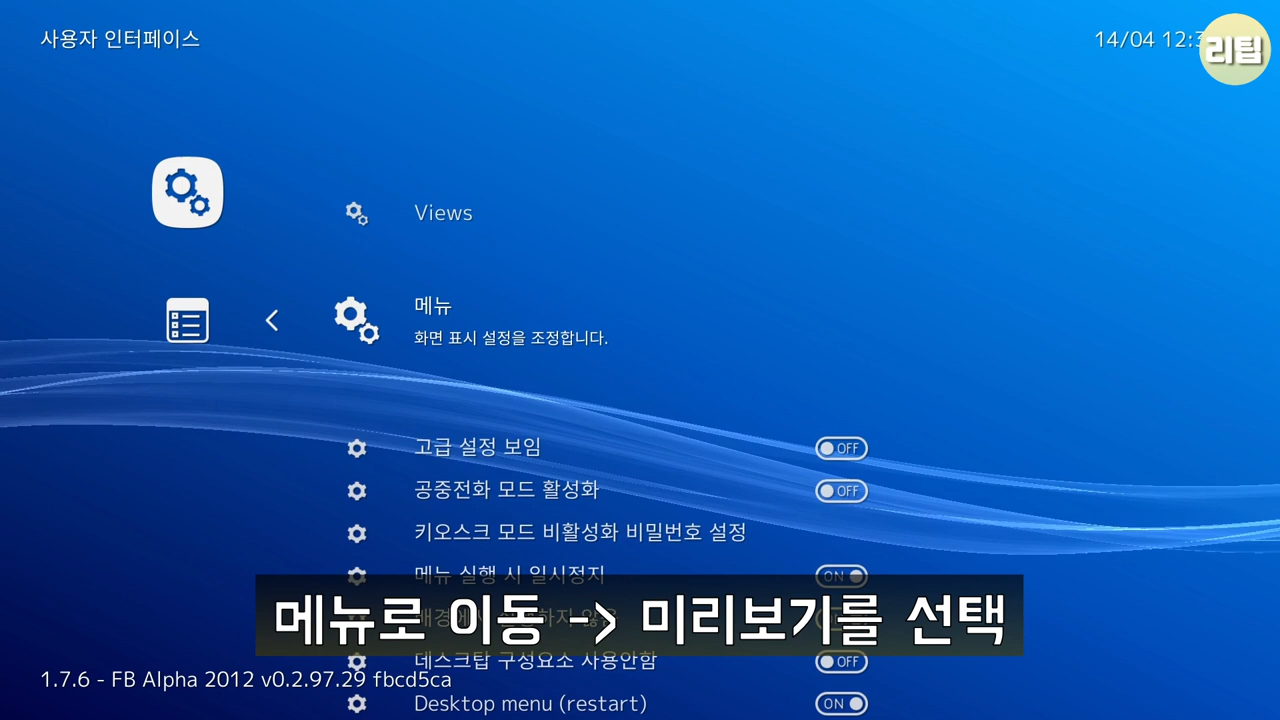 사용자 인터페이스
14/04 12:3
리팁
Views
메뉴
화면 표시 설정을 조정합니다.
고급 설정 보임
OFF
공중전화 모드 활성화
OFF
키오스크 모드 비활성화 비밀번호 설정
메뉴 실행 시 일시정지
ON
메뉴로 이동 -> 미리보기를 선택
데스크탑 구성요소 사용안함
OFF
1.7.6 - FB Alpha 2012 v0.2.97.29 fbcd5ca
Desktop menu (restart)
ON